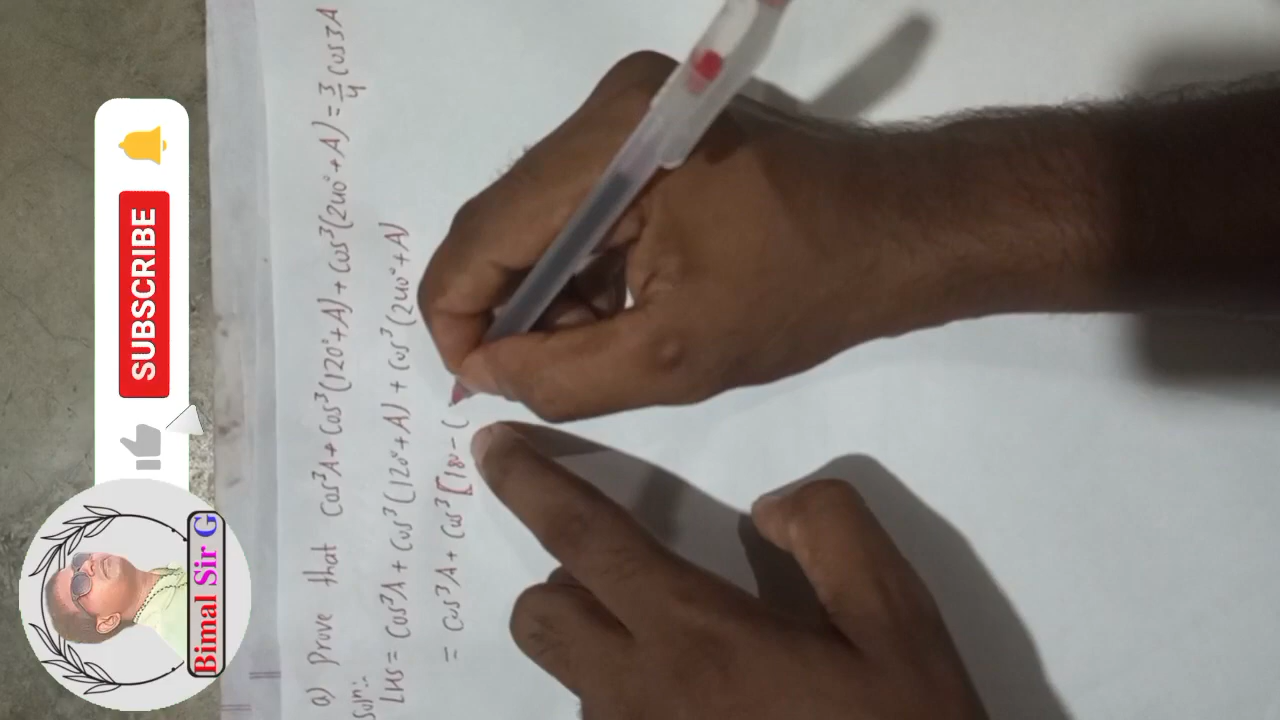 a) Prove that cos³A + cos³(120°+A) + cos³(240°+A) = 3/4 cos3A
Soln:-
LHS = cos³A + cos³(120°+A) + cos³(240°+A)
= cos³A + cos³[180-(
SUBSCRIBE
Bimal Sir G